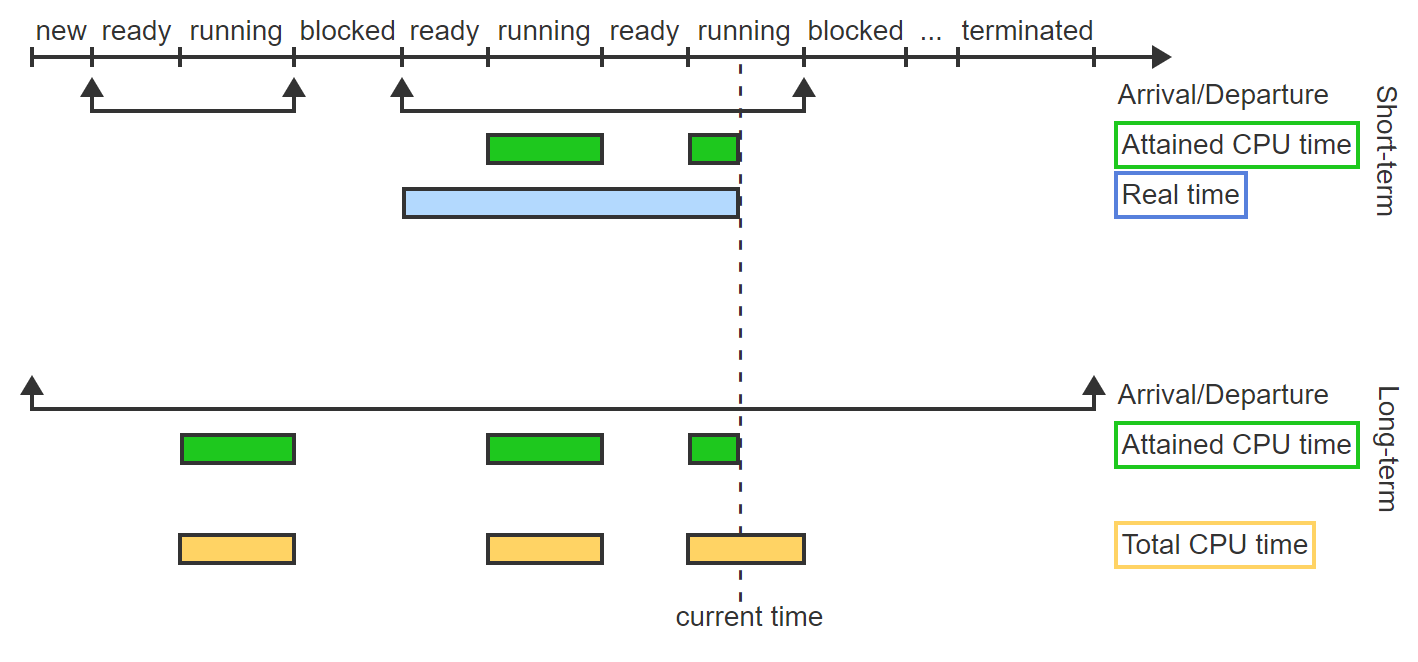 new ready running blocked ready running ready running blocked ... terminated
Arrival/Departure
Attained CPU time
Real time
Short-term
Arrival/Departure
Attained CPU time
Total CPU time
Long-term
current time